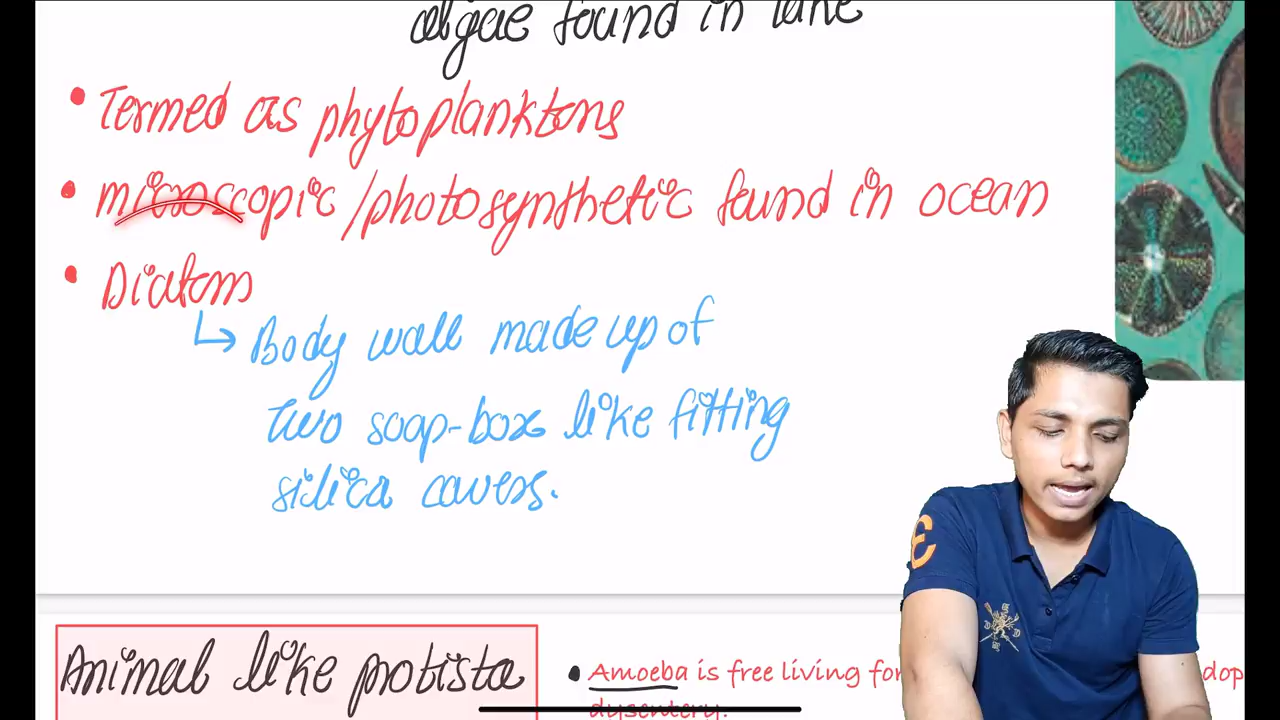 algae found in lake
• Termed as phytoplanktons
• microscopic/photosynthetic found in ocean
• Diatom
↳ Body wall made up of
Two soap-box like fitting
silica covers.
Animal like protista
• Amoeba is free living
dysentery.